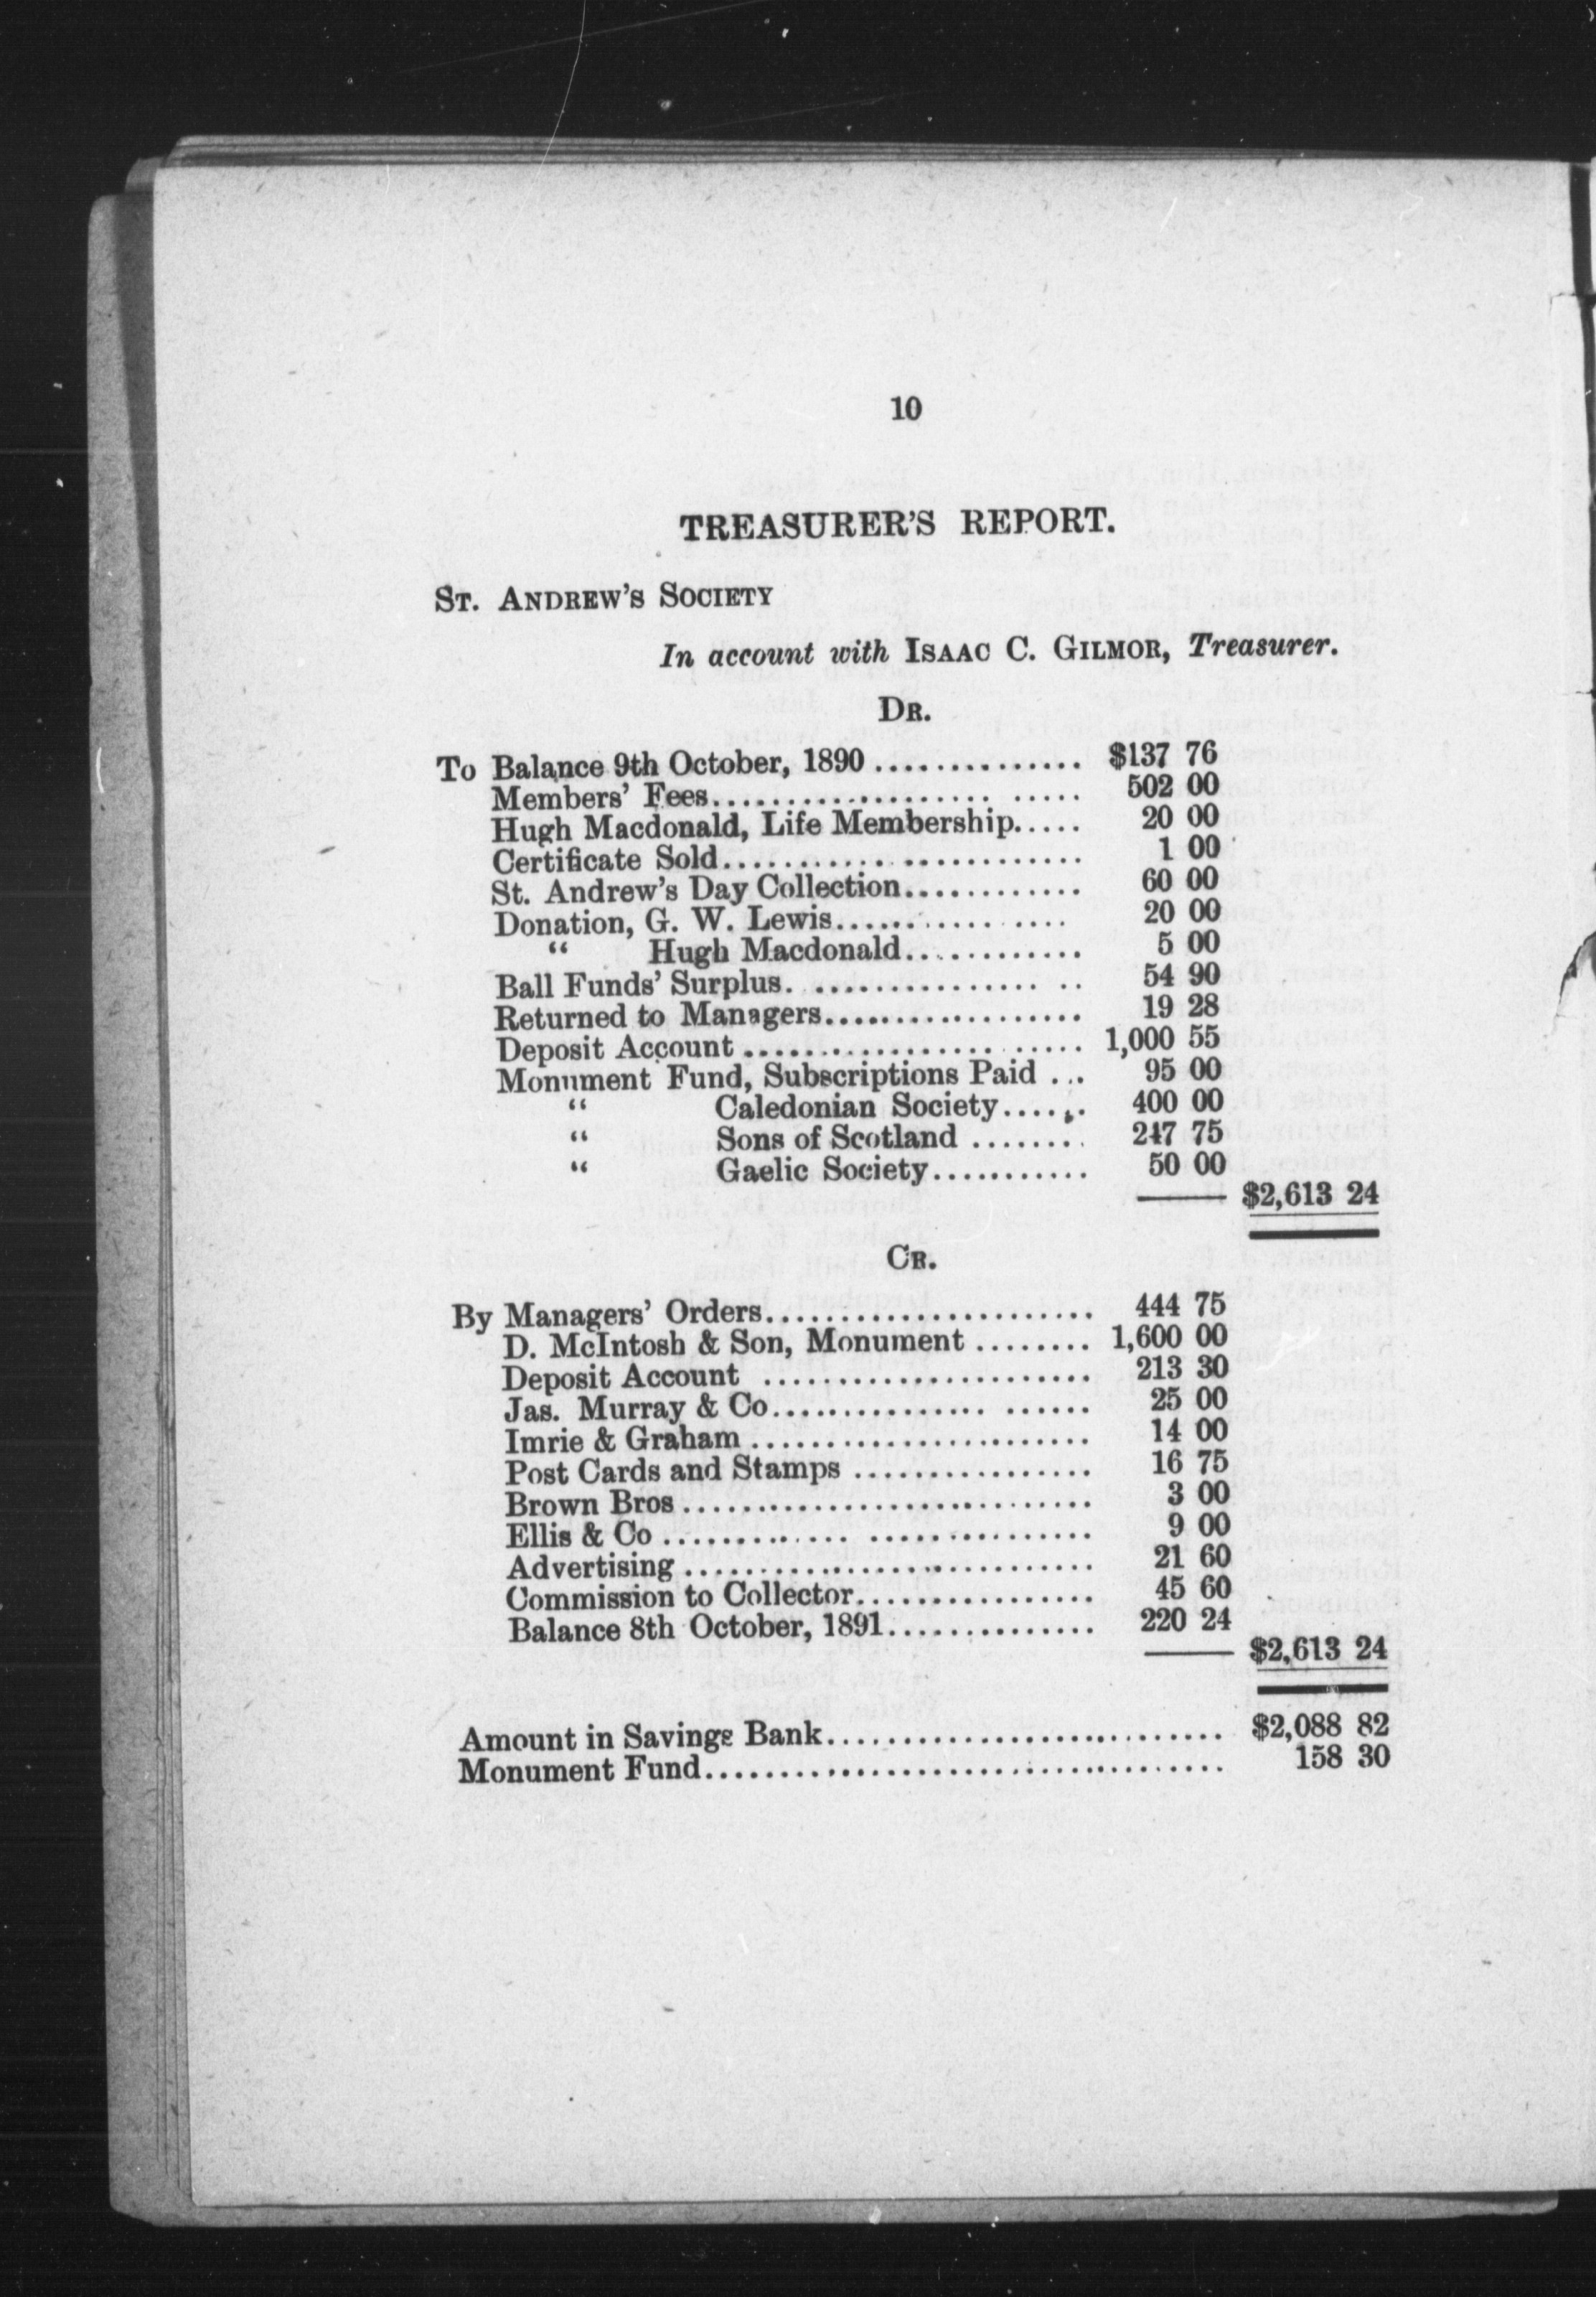 10
TREASURER'S REPORT.
ST. ANDREW'S SOCIETY
In account with ISAAC C. GILMOR, Treasurer.
DR.
To Balance 9th October, 1890 .............. $137 76
Members' Fees................... ..... 502 00
Hugh Macdonald, Life Membership..... 20 00
Certificate Sold........................ 1 00
St. Andrew's Day Collection............ 60 00
Donation, G. W. Lewis............ .... 20 00
“ Hugh Macdonald............ 5 00
Ball Funds' Surplus. ................ .. 54 90
Returned to Managers................. 19 28
Deposit Account ...................... 1,000 55
Monument Fund, Subscriptions Paid ... 95 00
“ Caledonian Society...... 400 00
“ Sons of Scotland ........ 247 75
“ Gaelic Society........... 50 00
$2,613 24
CR.
By Managers' Orders...................... 444 75
D. McIntosh & Son, Monument ........ 1,600 00
Deposit Account ...................... 213 30
Jas. Murray & Co............... ...... 25 00
Imrie & Graham ....................... 14 00
Post Cards and Stamps ................ 16 75
Brown Bros ............................ 3 00
Ellis & Co ............. ............... 9 00
Advertising ............................ 21 60
Commission to Collector................ 45 60
Balance 8th October, 1891.............. 220 24
$2,613 24
Amount in Savings Bank........................... $2,088 82
Monument Fund................................... 158 30